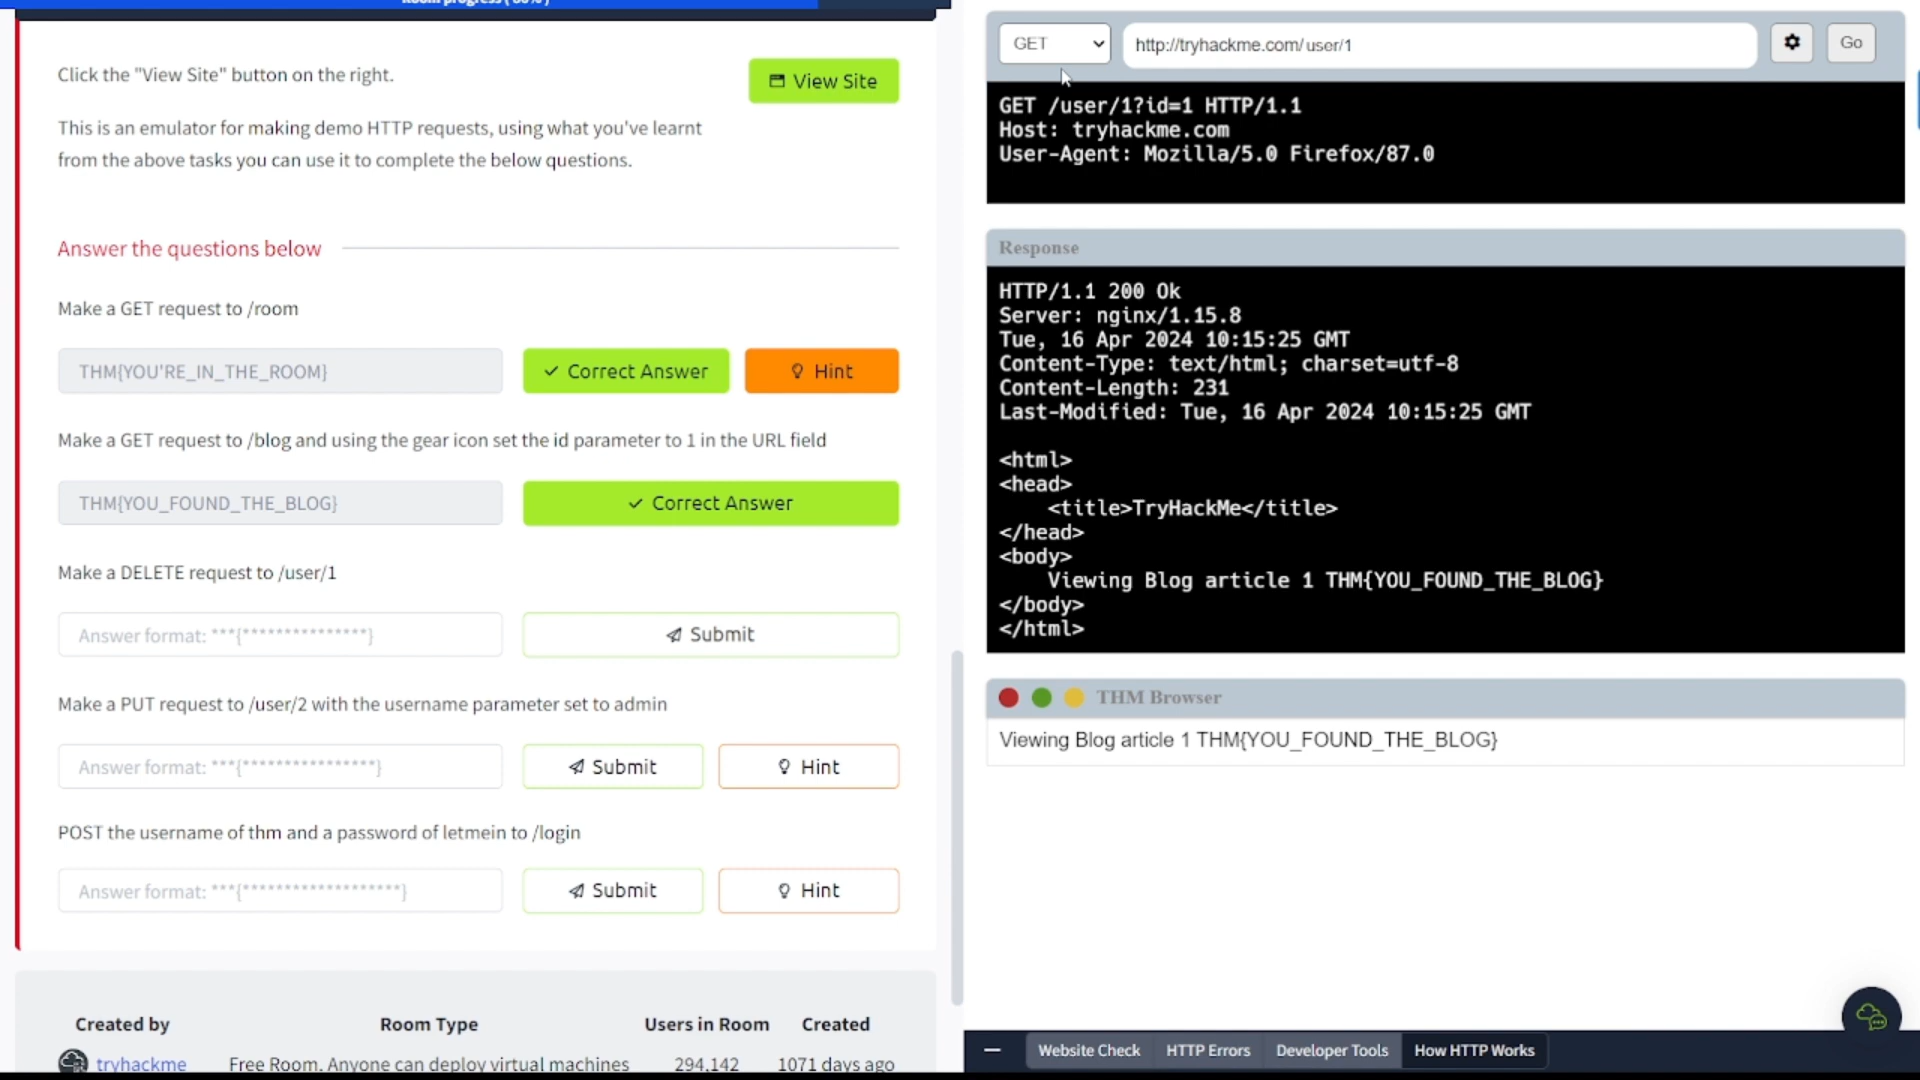 Room progress ( 80% )
Click the "View Site" button on the right.
View Site
This is an emulator for making demo HTTP requests, using what you've learnt
from the above tasks you can use it to complete the below questions.
Answer the questions below
Make a GET request to /room
THM{YOU'RE_IN_THE_ROOM}
Correct Answer
Hint
Make a GET request to /blog and using the gear icon set the id parameter to 1 in the URL field
THM{YOU_FOUND_THE_BLOG}
Correct Answer
Make a DELETE request to /user/1
Answer format: ***{***************}
Submit
Make a PUT request to /user/2 with the username parameter set to admin
Answer format: ***{****************}
Submit
Hint
POST the username of thm and a password of letmein to /login
Answer format: ***{*******************}
Submit
Hint
Created by
Room Type
Users in Room
Created
tryhackme
Free Room. Anyone can deploy virtual machines
294,142
1071 days ago
GET
http://tryhackme.com/ user/1
Go
GET /user/1?id=1 HTTP/1.1
Host: tryhackme.com
User-Agent: Mozilla/5.0 Firefox/87.0
Response
HTTP/1.1 200 Ok
Server: nginx/1.15.8
Tue, 16 Apr 2024 10:15:25 GMT
Content-Type: text/html; charset=utf-8
Content-Length: 231
Last-Modified: Tue, 16 Apr 2024 10:15:25 GMT
<html>
<head>
<title>TryHackMe</title>
</head>
<body>
Viewing Blog article 1 THM{YOU_FOUND_THE_BLOG}
</body>
</html>
THM Browser
Viewing Blog article 1 THM{YOU_FOUND_THE_BLOG}
Website Check
HTTP Errors
Developer Tools
How HTTP Works